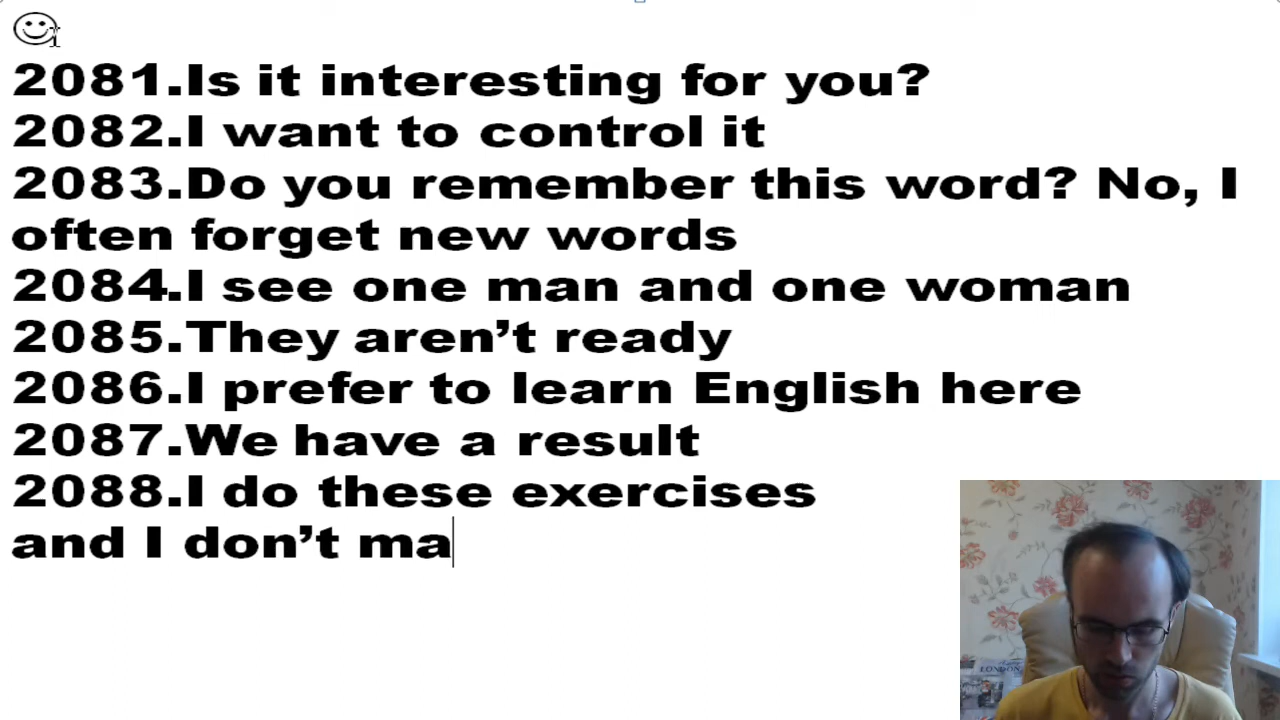 2081.Is it interesting for you?
2082.I want to control it
2083.Do you remember this word? No, I
often forget new words
2084.I see one man and one woman
2085.They aren’t ready
2086.I prefer to learn English here
2087.We have a result
2088.I do these exercises
and I don’t ma
LONDON